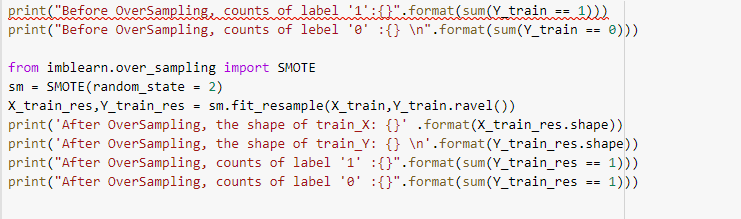 print("Before OverSampling, counts of label '1':{}".format(sum(Y_train == 1)))
print("Before OverSampling, counts of lebel '0' :{} \n".format(sum(Y_train == 0)))
from imblearn.over_sampling import SMOTE
sm = SMOTE(random_state = 2)
X_train_res,Y_train_res = sm.fit_resample(X_train,Y_train.ravel())
print('After OverSampling, the shape of train_X: {}' .format(X_train_res.shape))
print('After OverSampling, the shape of train_Y: {} \n'.format(Y_train_res.shape))
print("After OverSampling, counts of label '1' :{}".format(sum(Y_train_res == 1)))
print("After OverSampling, counts of label '0' :{}".format(sum(Y_train_res == 1)))